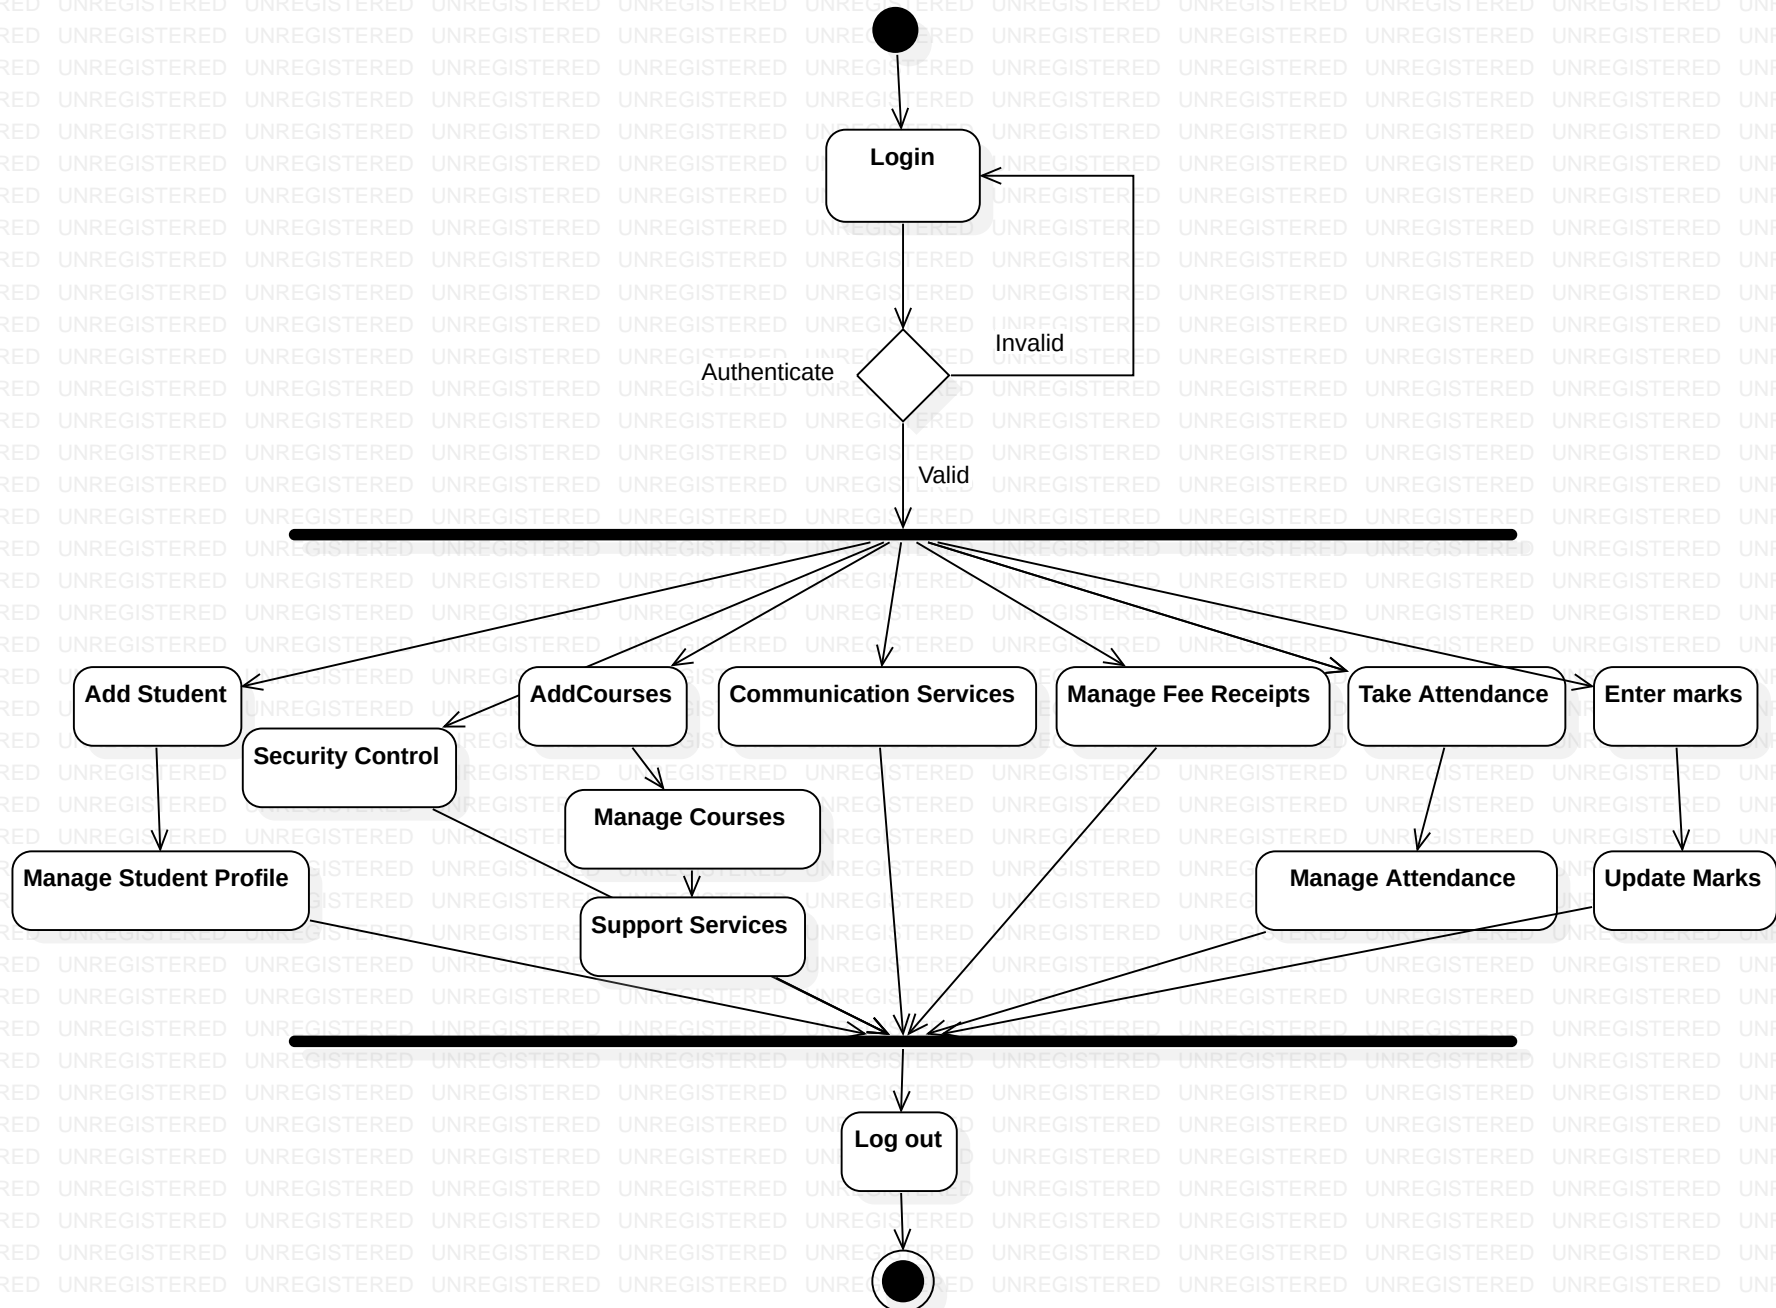 Login
Invalid
Authenticate
Valid
Add Student
AddCourses
Communication Services
Manage Fee Receipts
Take Attendance
Enter marks
Security Control
Manage Courses
Manage Student Profile
Manage Attendance
Update Marks
Support Services
Log out
UNREGISTERED